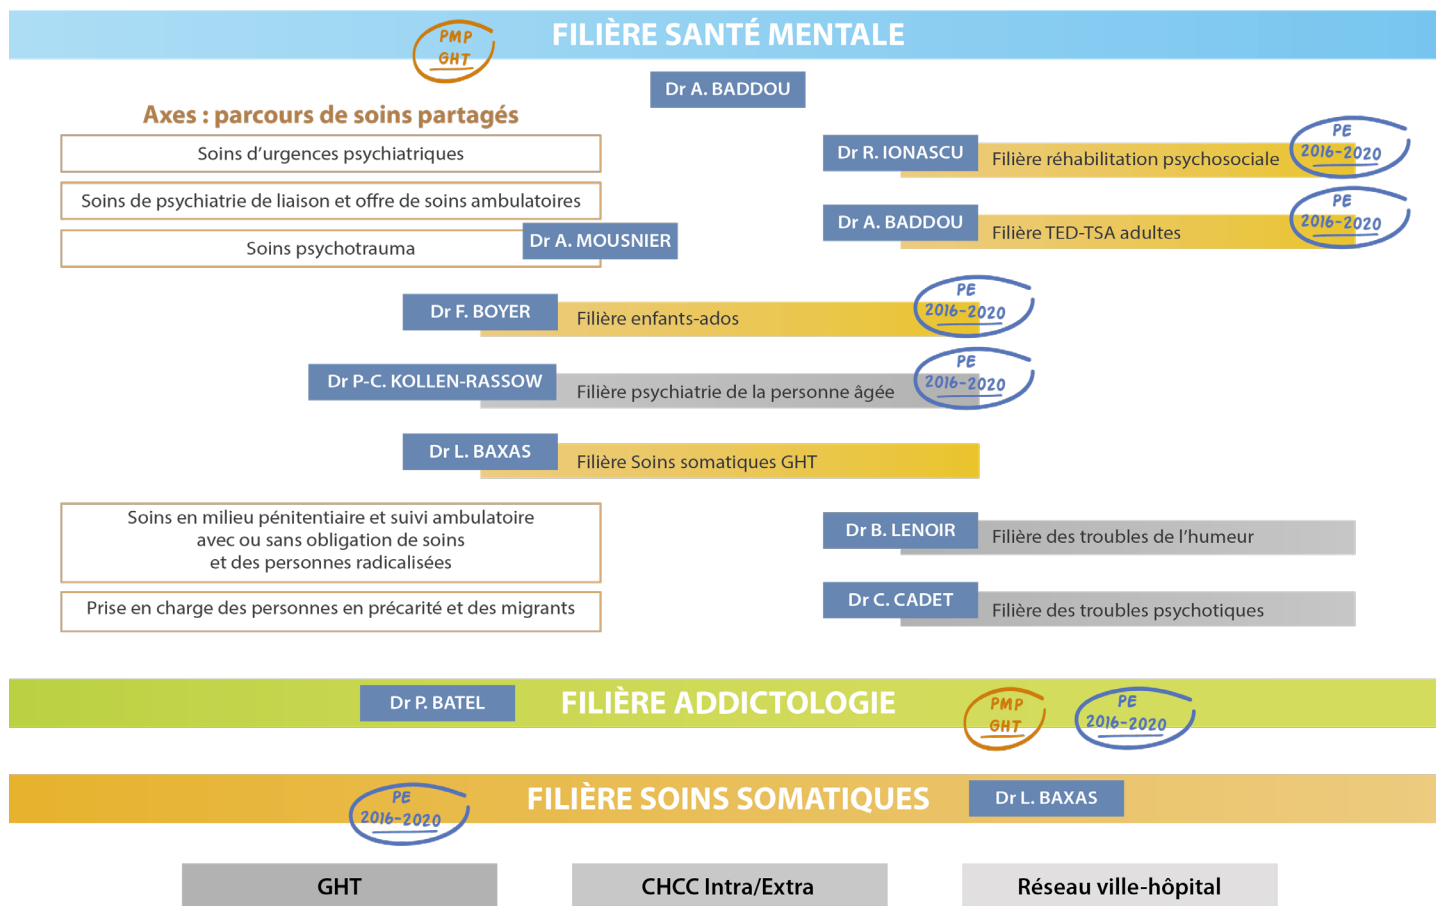 FILIÈRE SANTÉ MENTALE
PMP
GHT
Dr A. BADDOU
Axes : parcours de soins partagés
Soins d’urgences psychiatriques
Soins de psychiatrie de liaison et offre de soins ambulatoires
Soins psychotrauma
Dr A. MOUSNIER
Dr R. IONASCU
Filière réhabilitation psychosociale
PE
2016-2020
Dr A. BADDOU
Filière TED-TSA adultes
PE
2016-2020
Dr F. BOYER
Filière enfants-ados
PE
2016-2020
Dr P-C. KOLLEN-RASSOW
Filière psychiatrie de la personne âgée
PE
2016-2020
Dr L. BAXAS
Filière Soins somatiques GHT
Soins en milieu pénitentiaire et suivi ambulatoire
avec ou sans obligation de soins
et des personnes radicalisées
Prise en charge des personnes en précarité et des migrants
Dr B. LENOIR
Filière des troubles de l’humeur
Dr C. CADET
Filière des troubles psychotiques
Dr P. BATEL
FILIÈRE ADDICTOLOGIE
PMP
GHT
PE
2016-2020
PE
2016-2020
FILIÈRE SOINS SOMATIQUES
Dr L. BAXAS
GHT
CHCC Intra/Extra
Réseau ville-hôpital